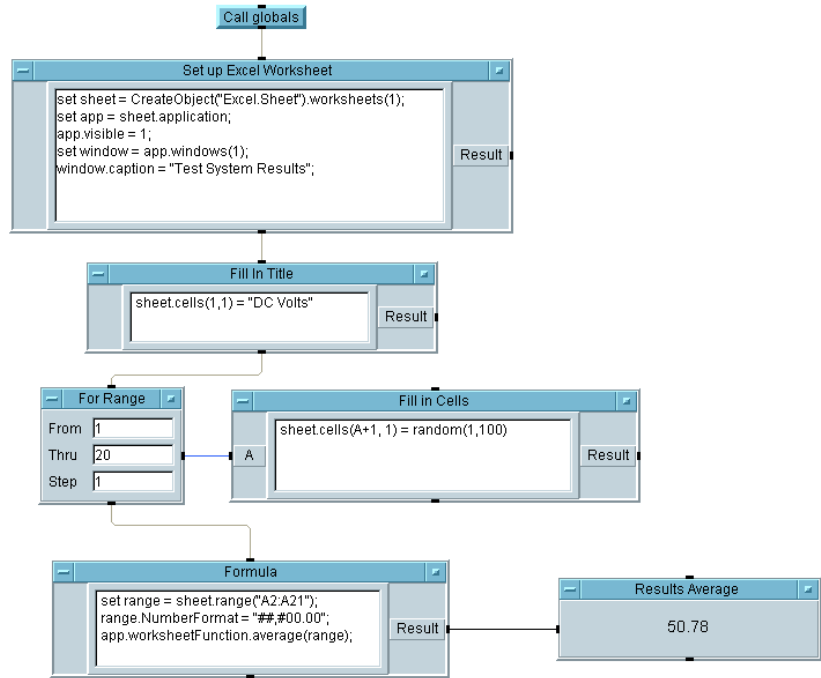 Call globals
Set up Excel Worksheet
set sheet = CreateObject("Excel.Sheet").worksheets(1);
set app = sheet.application;
app.visible = 1;
set window = app.windows(1);
window.caption = "Test System Results";
Result
Fill In Title
sheet.cells(1,1) = "DC Volts"
Result
For Range
From 1
Thru 20
Step 1
Fill in Cells
A
sheet.cells(A+1, 1) = random(1,100)
Result
Formula
set range = sheet.range("A2:A21");
range.NumberFormat = "##,#00.00";
app.worksheetFunction.average(range);
Result
Results Average
50.78